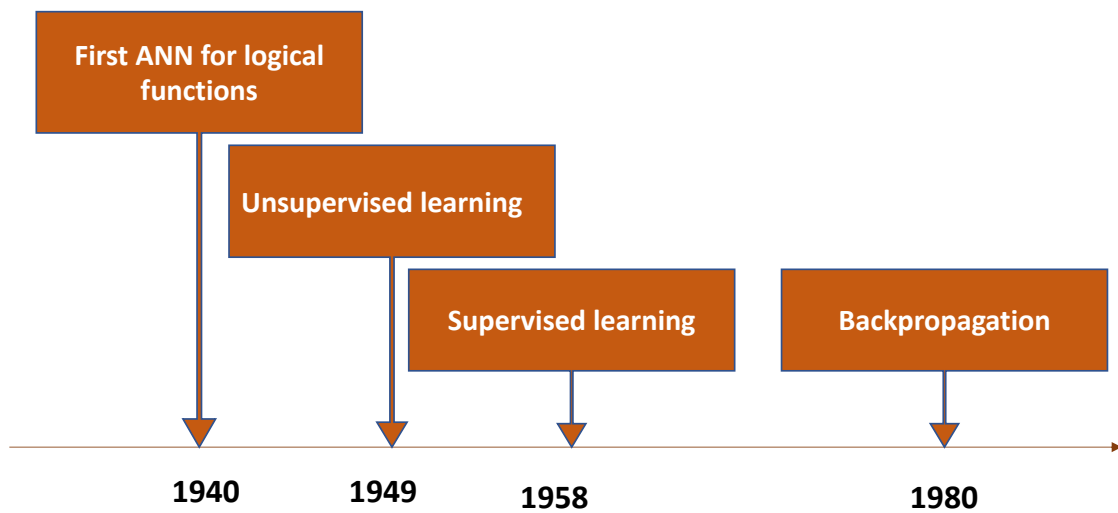 First ANN for logical
functions
Unsupervised learning
Supervised learning
Backpropagation
1940
1949
1958
1980